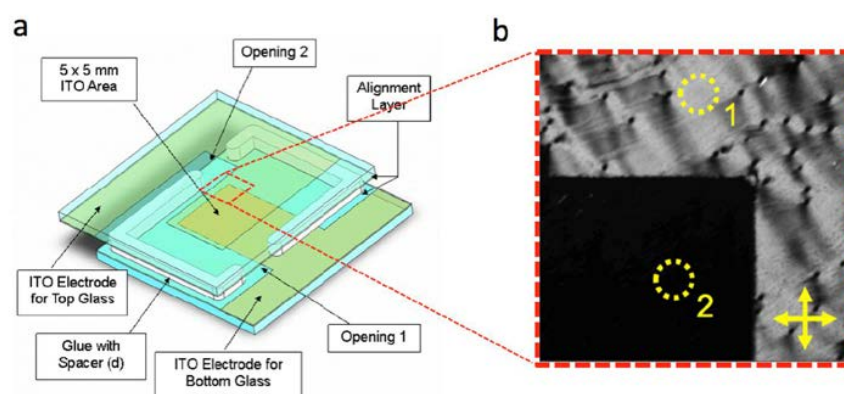 a
b
5 x 5 mm
ITO Area
Opening 2
Alignment
Layer
1
2
ITO Electrode
for Top Glass
Glue with
Spacer (d)
ITO Electrode for
Bottom Glass
Opening 1